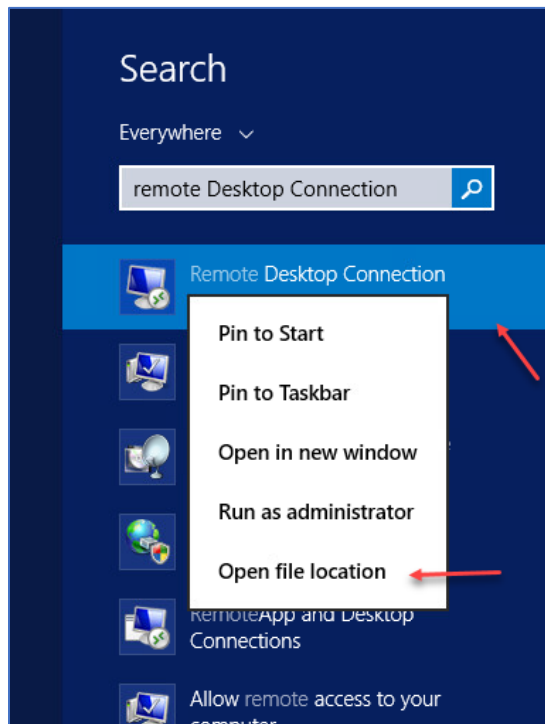 Search
Everywhere
remote Desktop Connection
Remote Desktop Connection
Pin to Start
Pin to Taskbar
Open in new window
Run as administrator
Open file location
RemoteApp and Desktop
Connections
Allow remote access to your
computer